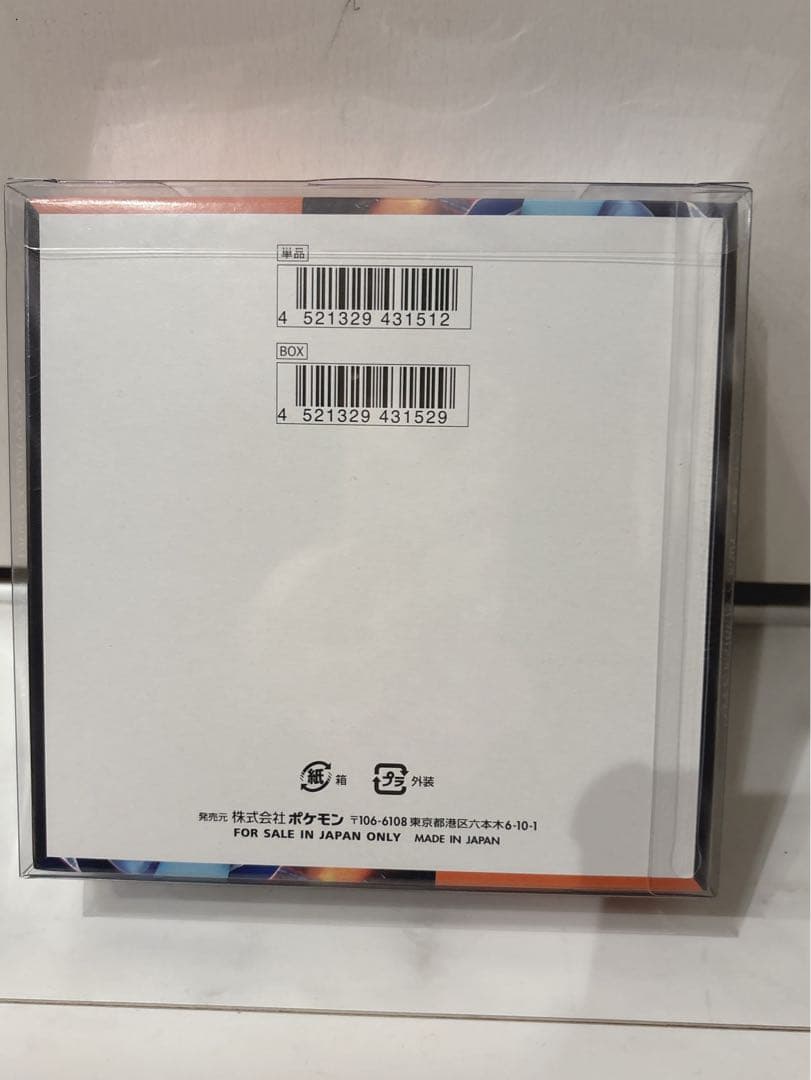 単品
4 521329 431512
BOX
4 521329 431529
紙 箱 プラ 外装
発売元 株式会社 ポケモン 〒106-6108 東京都港区六本木6-10-1
FOR SALE IN JAPAN ONLY MADE IN JAPAN